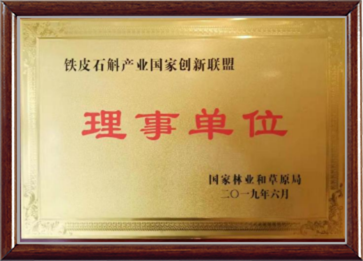 铁皮石斛产业国家创新联盟
理事单位
国家林业和草原局
二〇一九年六月